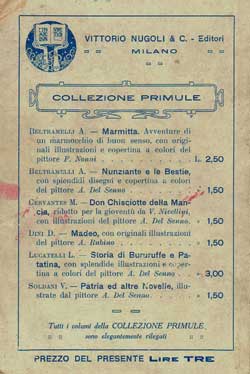 VITTORIO NUGOLI & C. - Editori
MILANO
COLLEZIONE PRIMULE
BELTRAMELLI A. — Marmitta. Avventure di
un marmocchio di buon senso, con origi-
nali illustrazioni e copertina a colori del
pittore F. Nonni . . . . L. 2,50
BELTRAMELLI A. — Nunziante e le Bestie,
con splendidi disegni e copertina a colori
del pittore A. Del Senno . . » 1,50
CERVANTES M. — Don Chisciotte della Man-
cia, ridotto per la gioventù da F. Nicelini,
con illustrazioni del pittore A. Del Senno. » 1,50
DINI D. — Madeo, con originali illustrazioni
del pittore A. Rubino . . . » 1,50
LUCATELLI L. — Storia di Bururuffe e Pa-
tatina, con splendide illustrazioni e coper-
tina a colori del pittore A. Del Senno . » 3,00
SOLDANI V. — Patria ed altre Novelle, illu-
strate dal pittore A. Del Senno. . » 1,50
Tutti i volumi della COLLEZIONE PRIMULE
sono elegantemente rilegati
PREZZO DEL PRESENTE LIRE TRE